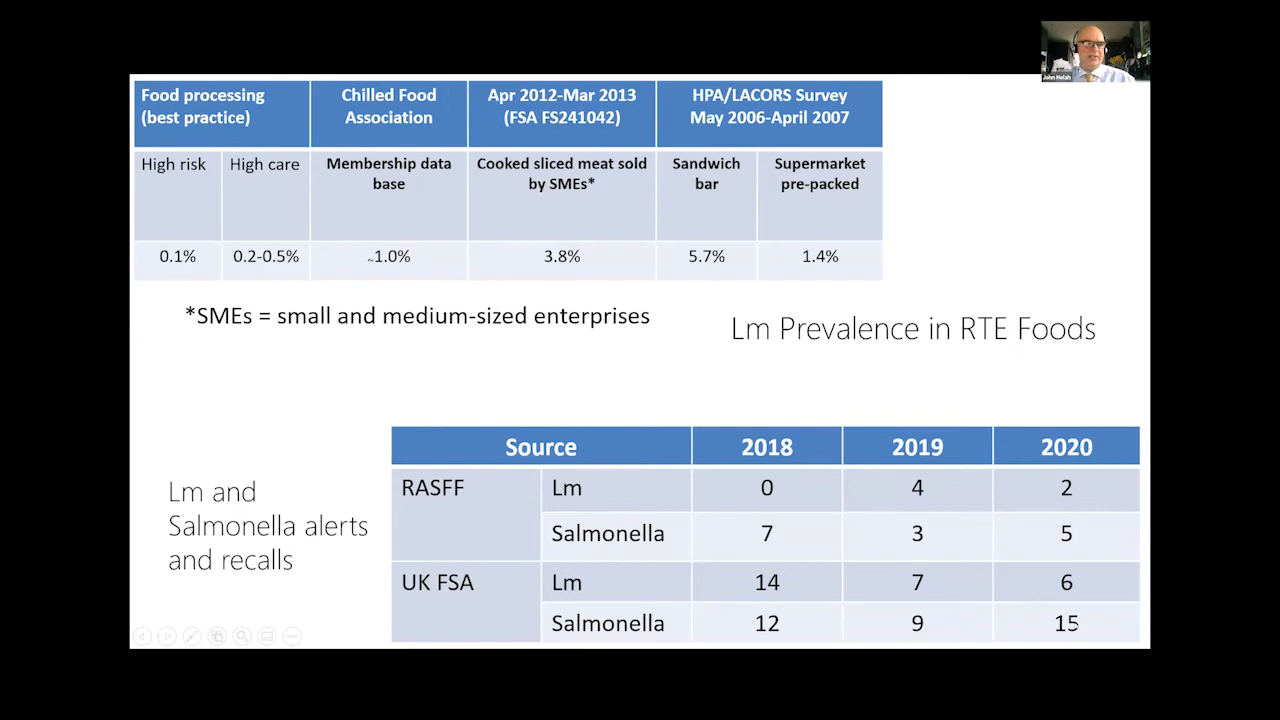 John Holah
Food processing
(best practice)
Chilled Food
Association
Apr 2012-Mar 2013
(FSA FS241042)
HPA/LACORS Survey
May 2006-April 2007
High risk
High care
Membership data
base
Cooked sliced meat sold
by SMEs*
Sandwich
bar
Supermarket
pre-packed
0.1%
0.2-0.5%
~1.0%
3.8%
5.7%
1.4%
*SMEs = small and medium-sized enterprises
Lm Prevalence in RTE Foods
Lm and
Salmonella alerts
and recalls
Source 2018 2019 2020
RASFF Lm 0 4 2
Salmonella 7 3 5
UK FSA Lm 14 7 6
Salmonella 12 9 15